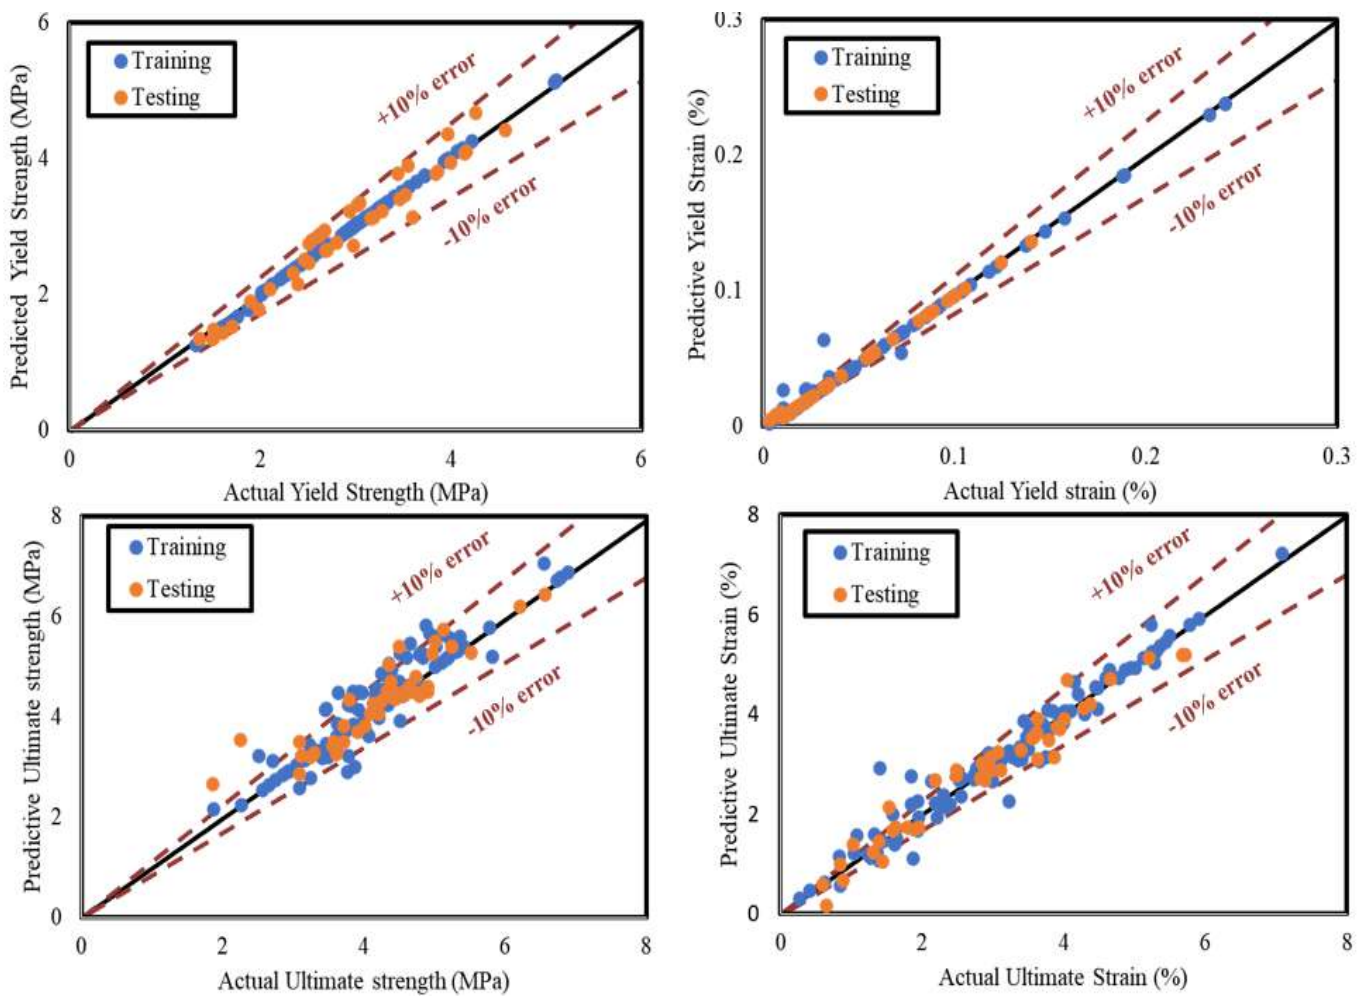 Predicted Yield Strength (MPa)
6
4
2
0
Training
Testing
+10% error
-10% error
0 2 4 6
Actual Yield Strength (MPa)
Predictive Yield Strain (%)
0.3
0.2
0.1
0
Training
Testing
+10% error
-10% error
0 0.1 0.2 0.3
Actual Yield strain (%)
Predictive Ultimate strength (MPa)
8
6
4
2
0
Training
Testing
+10% error
-10% error
0 2 4 6 8
Actual Ultimate strength (MPa)
Predictive Ultimate Strain (%)
8
6
4
2
0
Training
Testing
+10% error
-10% error
0 2 4 6 8
Actual Ultimate Strain (%)